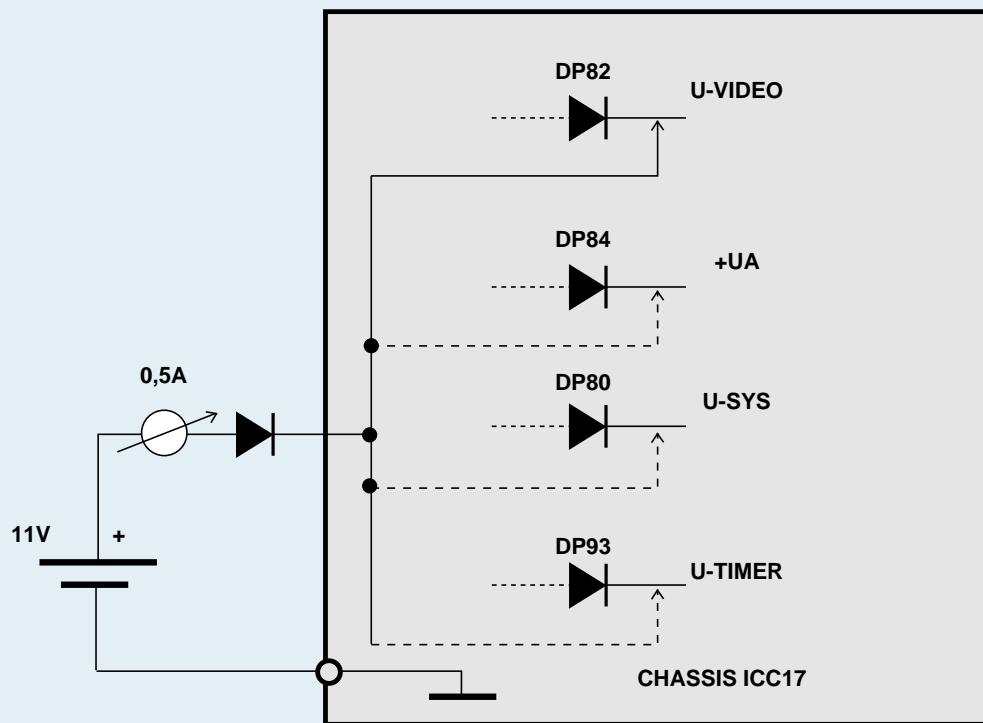 DP82
U-VIDEO
DP84
+UA
0,5A
DP80
U-SYS
11V +
DP93
U-TIMER
CHASSIS ICC17